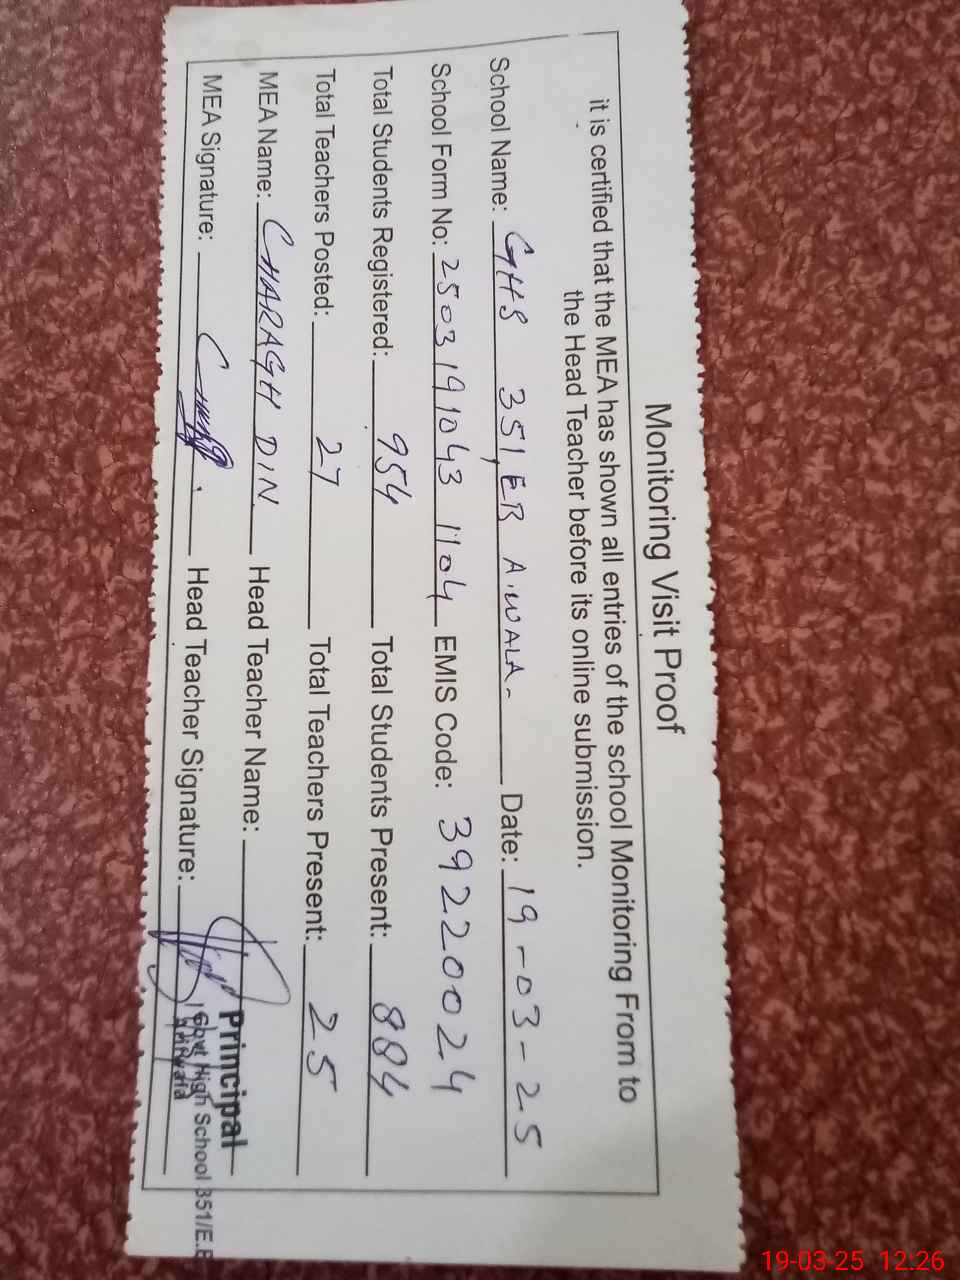 Monitoring Visit Proof
it is certified that the MEA has shown all entries of the school Monitoring From to
the Head Teacher before its online submission.
School Name: GHS 351, EB A.WALA- Date: 19-03-25
School Form No: 2503191043 1104 EMIS Code: 39220024
Total Students Registered: 954 Total Students Present: 884
Total Teachers Posted: 27 Total Teachers Present: 25
MEA Name: CHARAGH DIN Head Teacher Name:
MEA Signature: Head Teacher Signature:
Principal
Govt High School 351/E.B
19-03-25 12:26